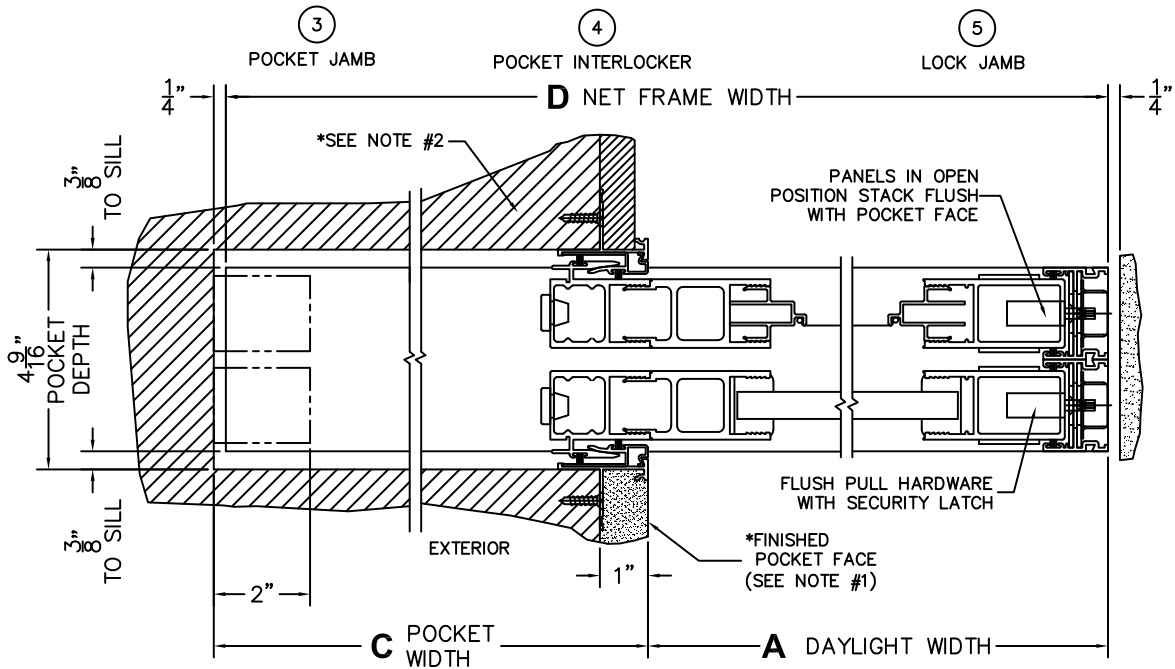 3
4
5
POCKET JAMB
POCKET INTERLOCKER
LOCK JAMB
1/4"
D NET FRAME WIDTH
1/4"
*SEE NOTE #2
3/8"
TO SILL
PANELS IN OPEN
POSITION STACK FLUSH
WITH POCKET FACE
4 9/16"
POCKET
DEPTH
FLUSH PULL HARDWARE
WITH SECURITY LATCH
3/8"
TO SILL
EXTERIOR
*FINISHED
POCKET FACE
(SEE NOTE #1)
1"
2"
C POCKET
WIDTH
A DAYLIGHT WIDTH